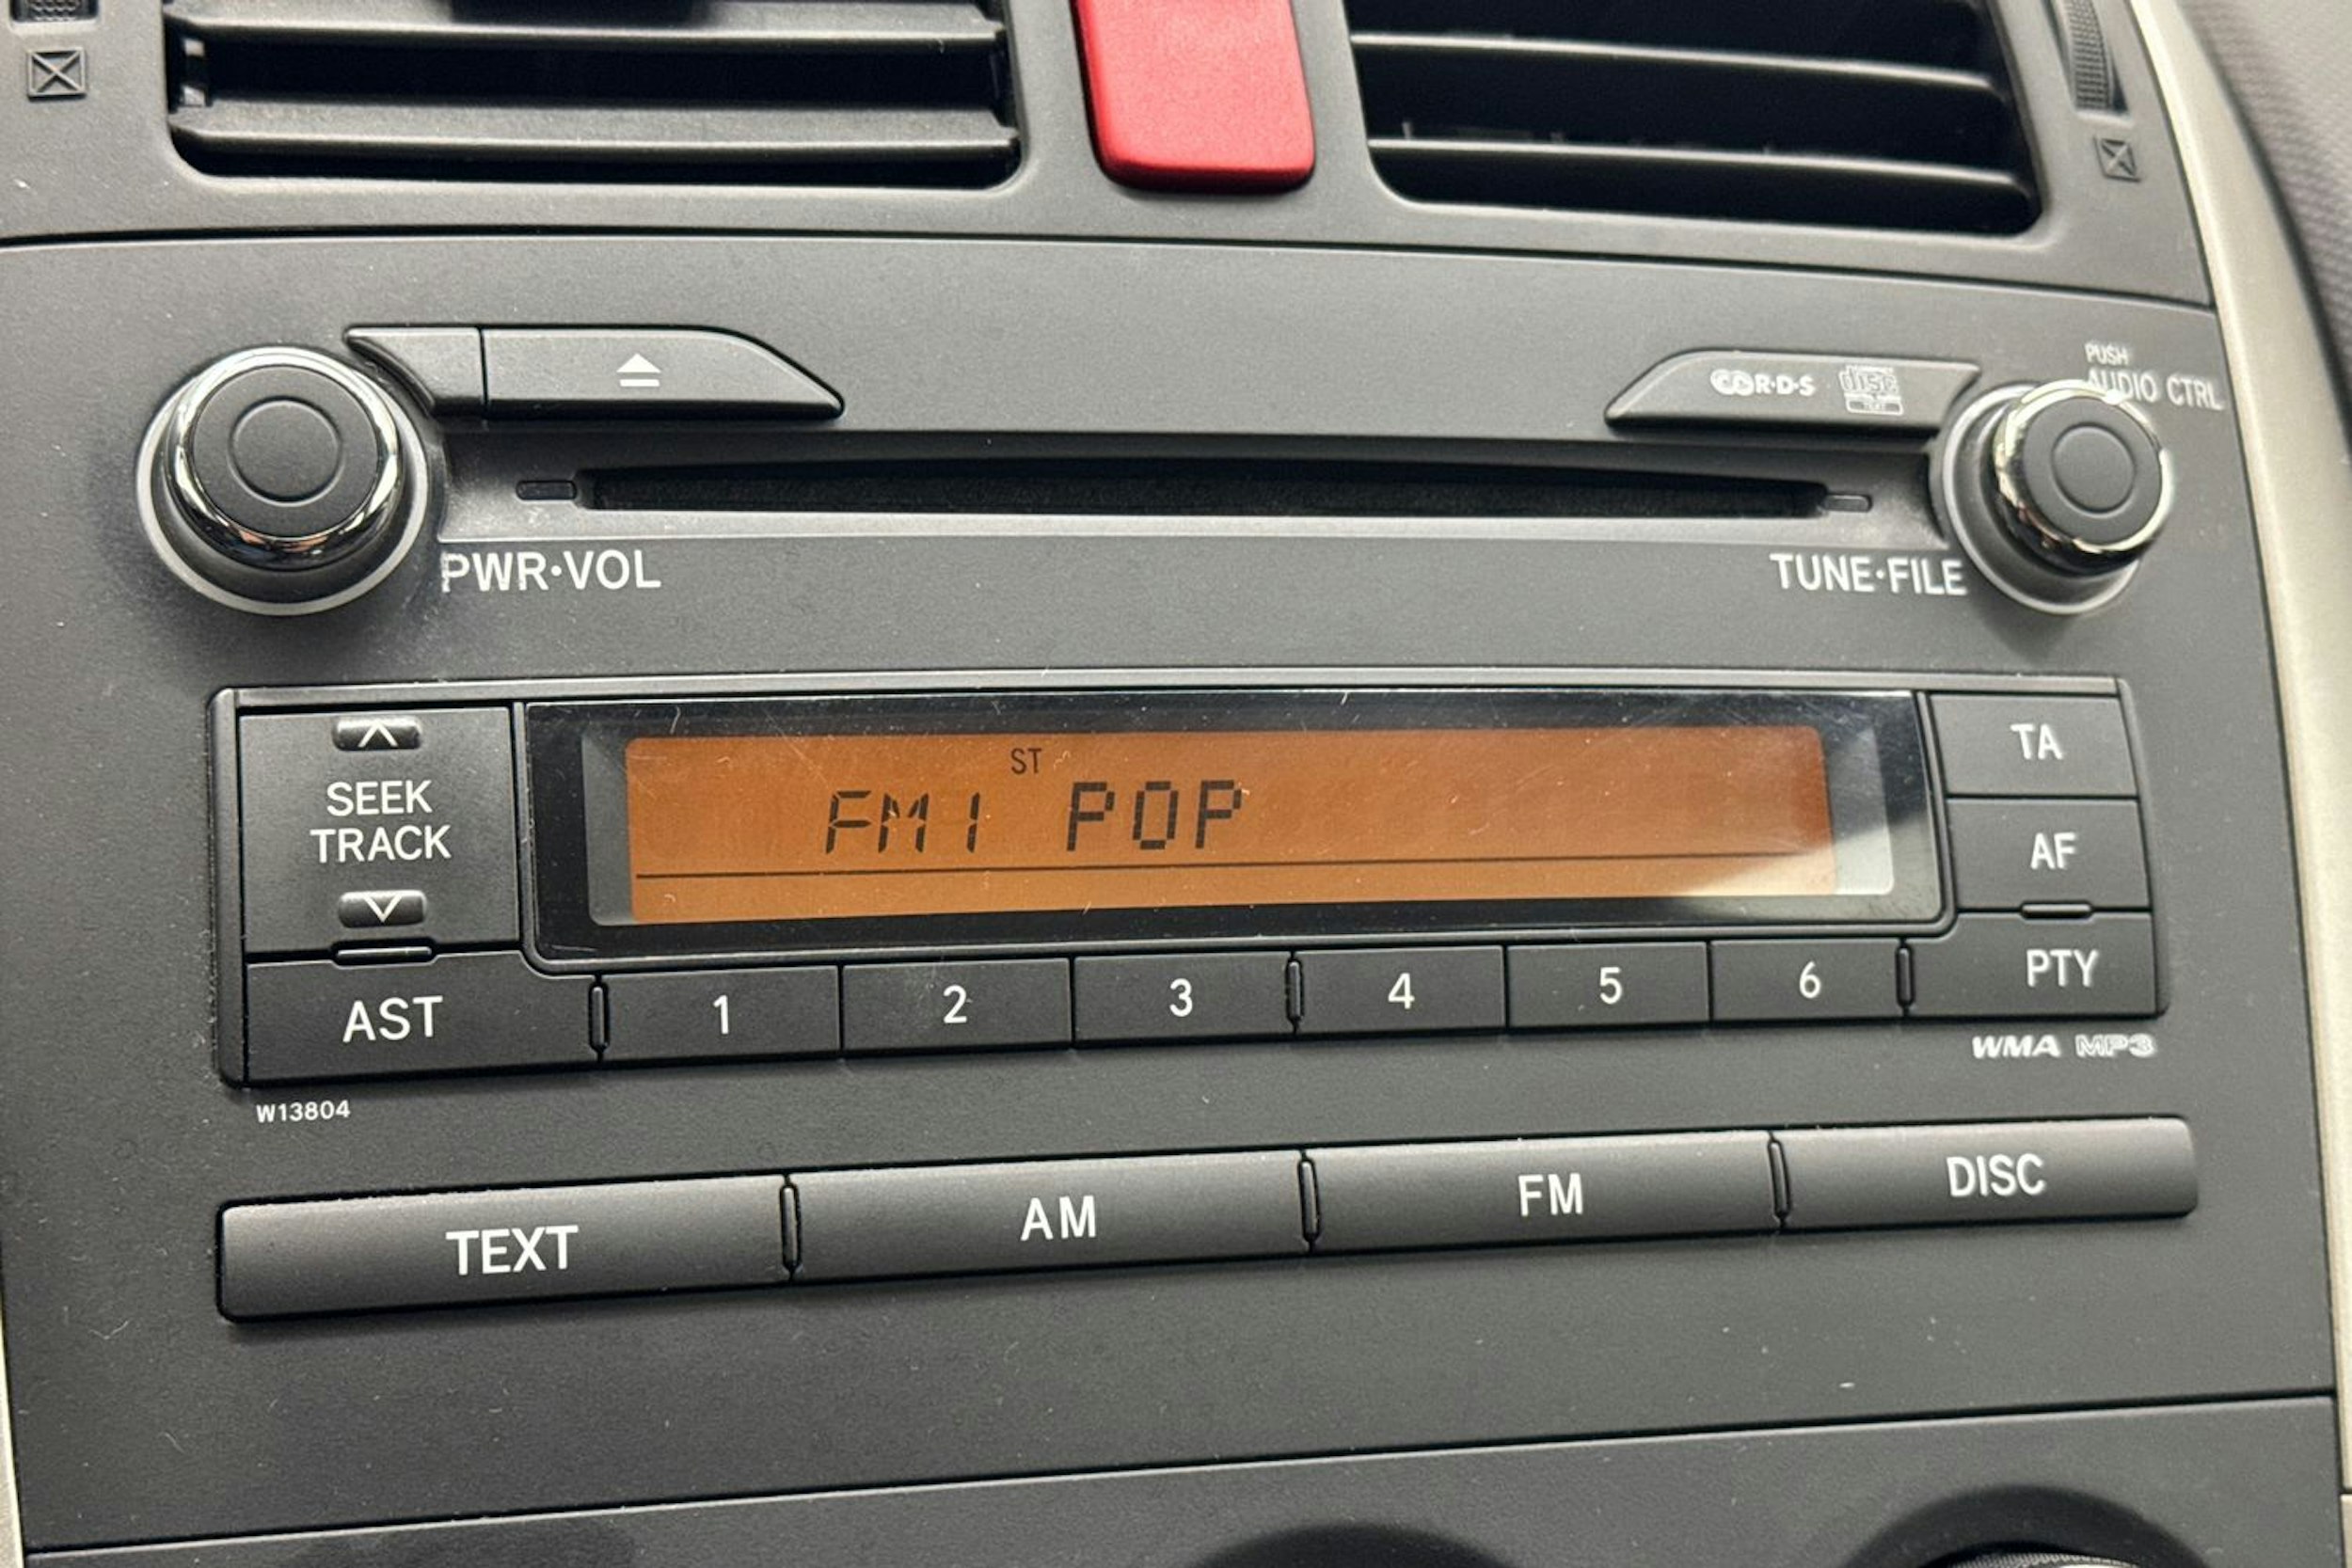 PUSH
AUDIO CTRL
R·D·S
disc
PWR·VOL
TUNE·FILE
SEEK
TRACK
ST
FM1 POP
TA
AF
PTY
AST
1 2 3 4 5 6
WMA MP3
W13804
TEXT AM FM DISC